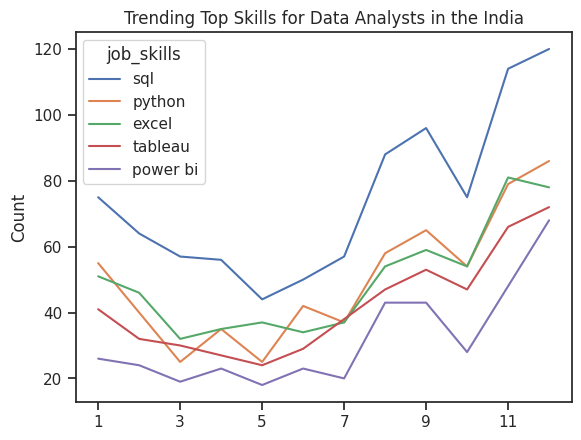 Trending Top Skills for Data Analysts in the India
job_skills
sql
python
excel
tableau
power bi
Count
120
100
80
60
40
20
1 3 5 7 9 11